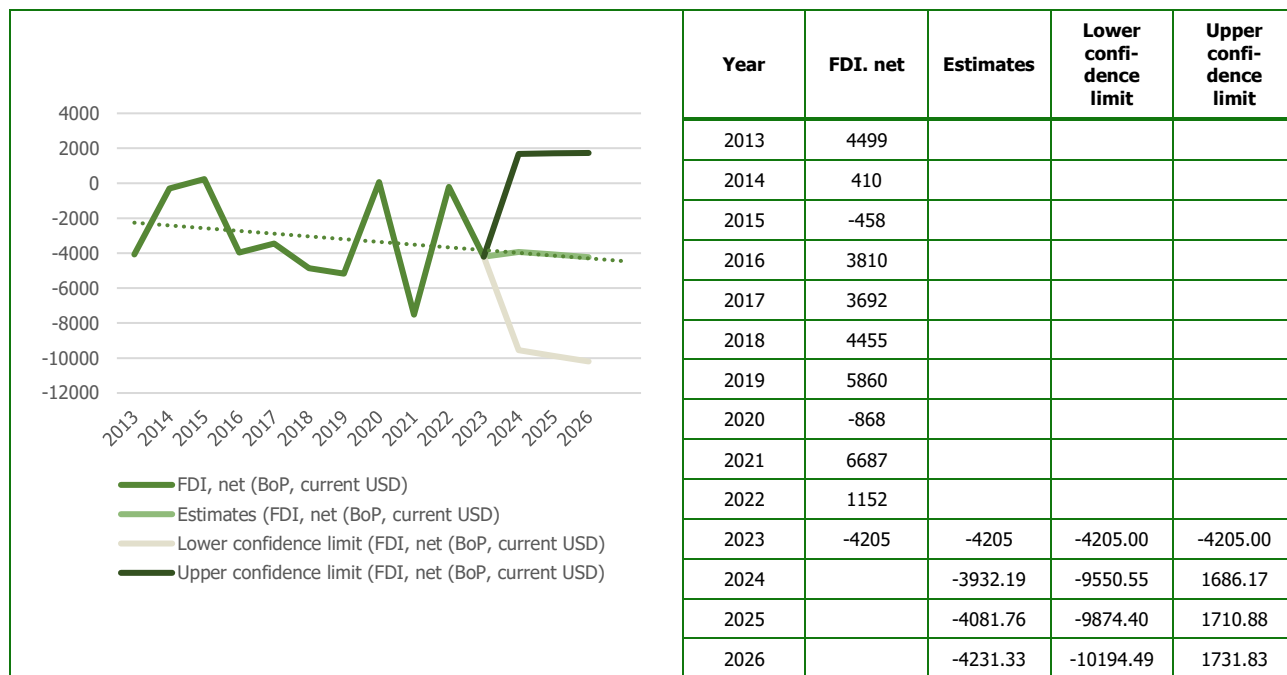 4000
2000
0
-2000
-4000
-6000
-8000
-10000
-12000
2013 2014 2015 2016 2017 2018 2019 2020 2021 2022 2023 2024 2025 2026
FDI, net (BoP, current USD)
Estimates (FDI, net (BoP, current USD)
Lower confidence limit (FDI, net (BoP, current USD)
Upper confidence limit (FDI, net (BoP, current USD)
Year FDI. net Estimates Lower confi-dence limit Upper confi-dence limit
2013 4499
2014 410
2015 -458
2016 3810
2017 3692
2018 4455
2019 5860
2020 -868
2021 6687
2022 1152
2023 -4205 -4205 -4205.00 -4205.00
2024 -3932.19 -9550.55 1686.17
2025 -4081.76 -9874.40 1710.88
2026 -4231.33 -10194.49 1731.83